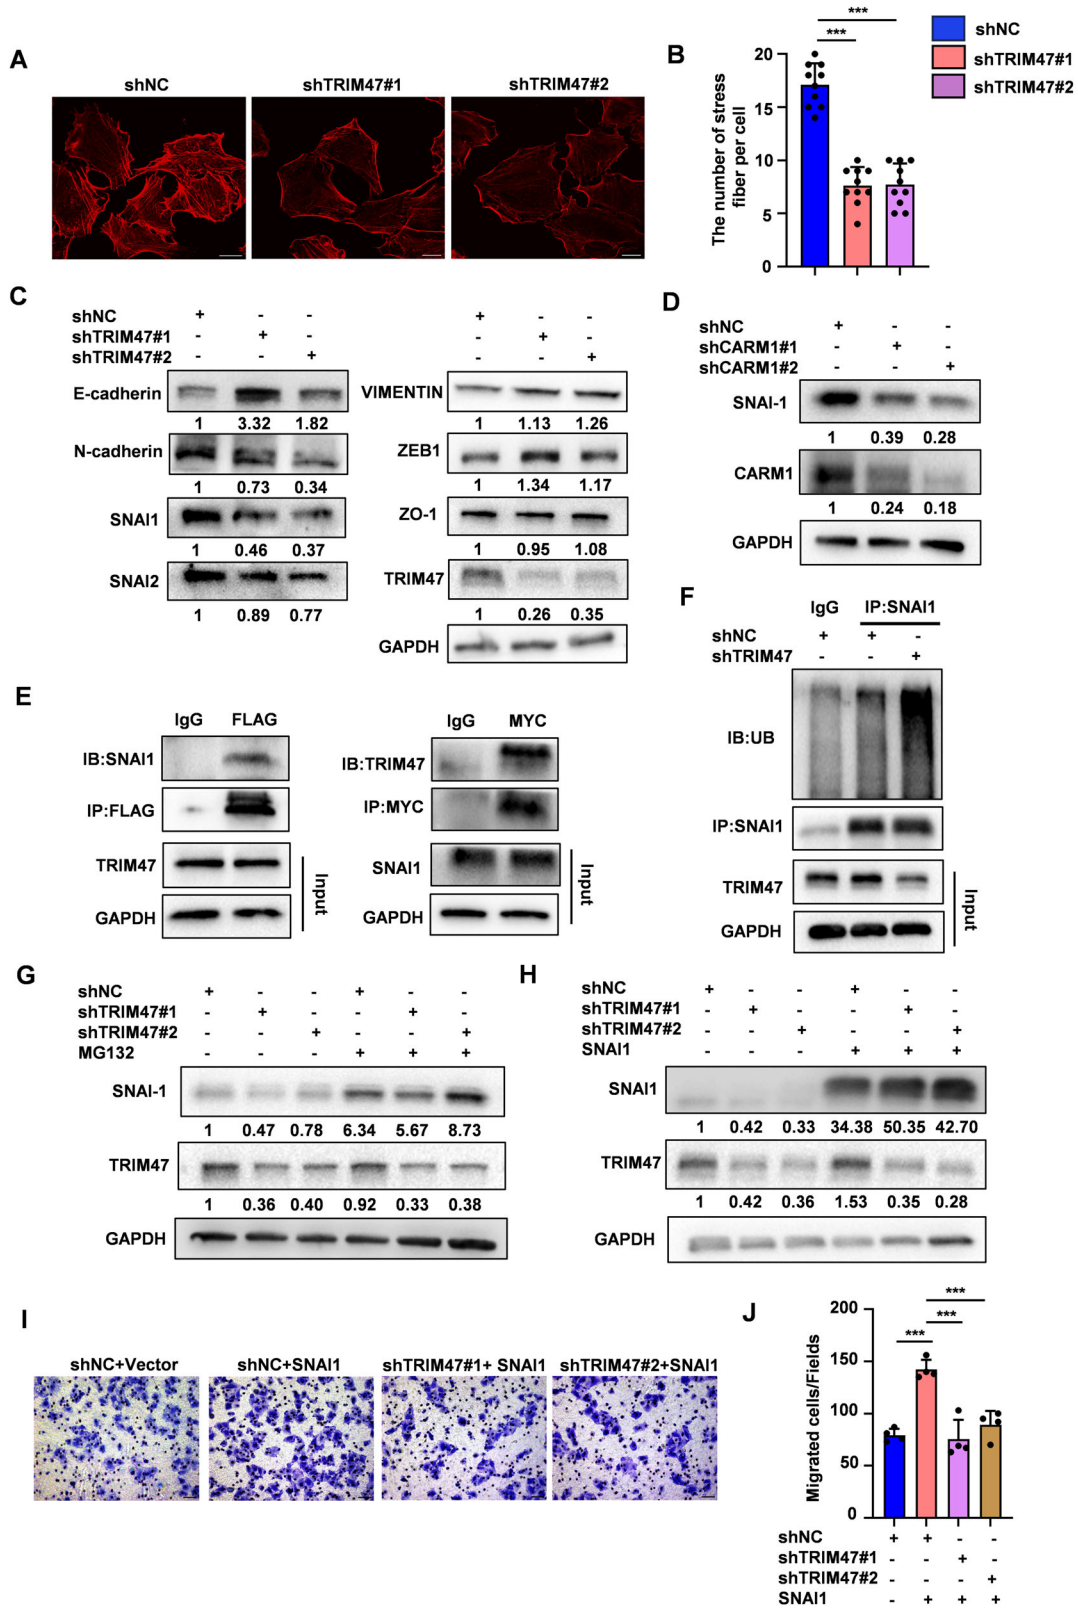 A
shNC
shTRIM47#1
shTRIM47#2
B
The number of stress
fiber per cell
20
15
10
5
0
***
***
shNC
shTRIM47#1
shTRIM47#2
C
shNC + - -
shTRIM47#1 - + -
shTRIM47#2 - - +
E-cadherin
1 3.32 1.82
N-cadherin
1 0.73 0.34
SNAI1
1 0.46 0.37
SNAI2
1 0.89 0.77
+ - -
- + -
- - +
VIMENTIN
1 1.13 1.26
ZEB1
1 1.34 1.17
ZO-1
1 0.95 1.08
TRIM47
1 0.26 0.35
GAPDH
D
shNC + - -
shCARM1#1 - + -
shCARM1#2 - - +
SNAI-1
1 0.39 0.28
CARM1
1 0.24 0.18
GAPDH
E
IgG FLAG
IB:SNAI1
IP:FLAG
TRIM47
GAPDH
Input
IgG MYC
IB:TRIM47
IP:MYC
SNAI1
GAPDH
Input
F
IgG IP:SNAI1
shNC + + -
shTRIM47 - - +
IB:UB
IP:SNAI1
TRIM47
GAPDH
Input
G
shNC + - - + - -
shTRIM47#1 - + - - + -
shTRIM47#2 - - + - - +
MG132 - - - + + +
SNAI-1
1 0.47 0.78 6.34 5.67 8.73
TRIM47
1 0.36 0.40 0.92 0.33 0.38
GAPDH
H
shNC + - - + - -
shTRIM47#1 - + - - + -
shTRIM47#2 - - + - - +
SNAI1 - - - + + +
SNAI1
1 0.42 0.33 34.38 50.35 42.70
TRIM47
1 0.42 0.36 1.53 0.35 0.28
GAPDH
I
shNC+Vector
shNC+SNAI1
shTRIM47#1+ SNAI1
shTRIM47#2+SNAI1
J
Migrated cells/Fields
200
150
100
50
0
***
***
***
shNC + + - -
shTRIM47#1 - - + -
shTRIM47#2 - - - +
SNAI1 - + + +